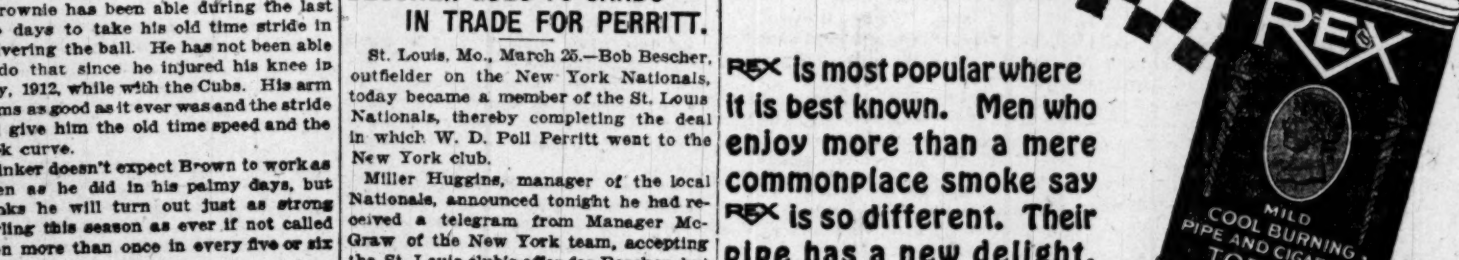 rownie has been able during the last
days to take his old time stride in
vering the ball. He has not been able
do that since he injured his knee in
y, 1912, while with the Cubs. His arm
ms as good as it ever was and the stride
give him the old time speed and the
k curve.
inker doesn't expect Brown to work as
en as he did in his palmy days, but
oks he will turn out just as strong
ling this season as ever if not called
n more than once in every five or six
IN TRADE FOR PERRITT.
St. Louis, Mo., March 25.—Bob Bescher,
outfielder on the New York Nationals,
today became a member of the St. Louis
Nationals, thereby completing the deal
in which W. D. Poll Perritt went to the
New York club.
Miller Huggins, manager of the local
Nationals, announced tonight he had re-
ceived a telegram from Manager Mc-
Graw of the New York team, accepting
REX is most popular where
it is best known. Men who
enjoy more than a mere
commonplace smoke say
REX is so different. Their
pipe has a new delight.
REX
MILD
COOL BURNING
PIPE AND